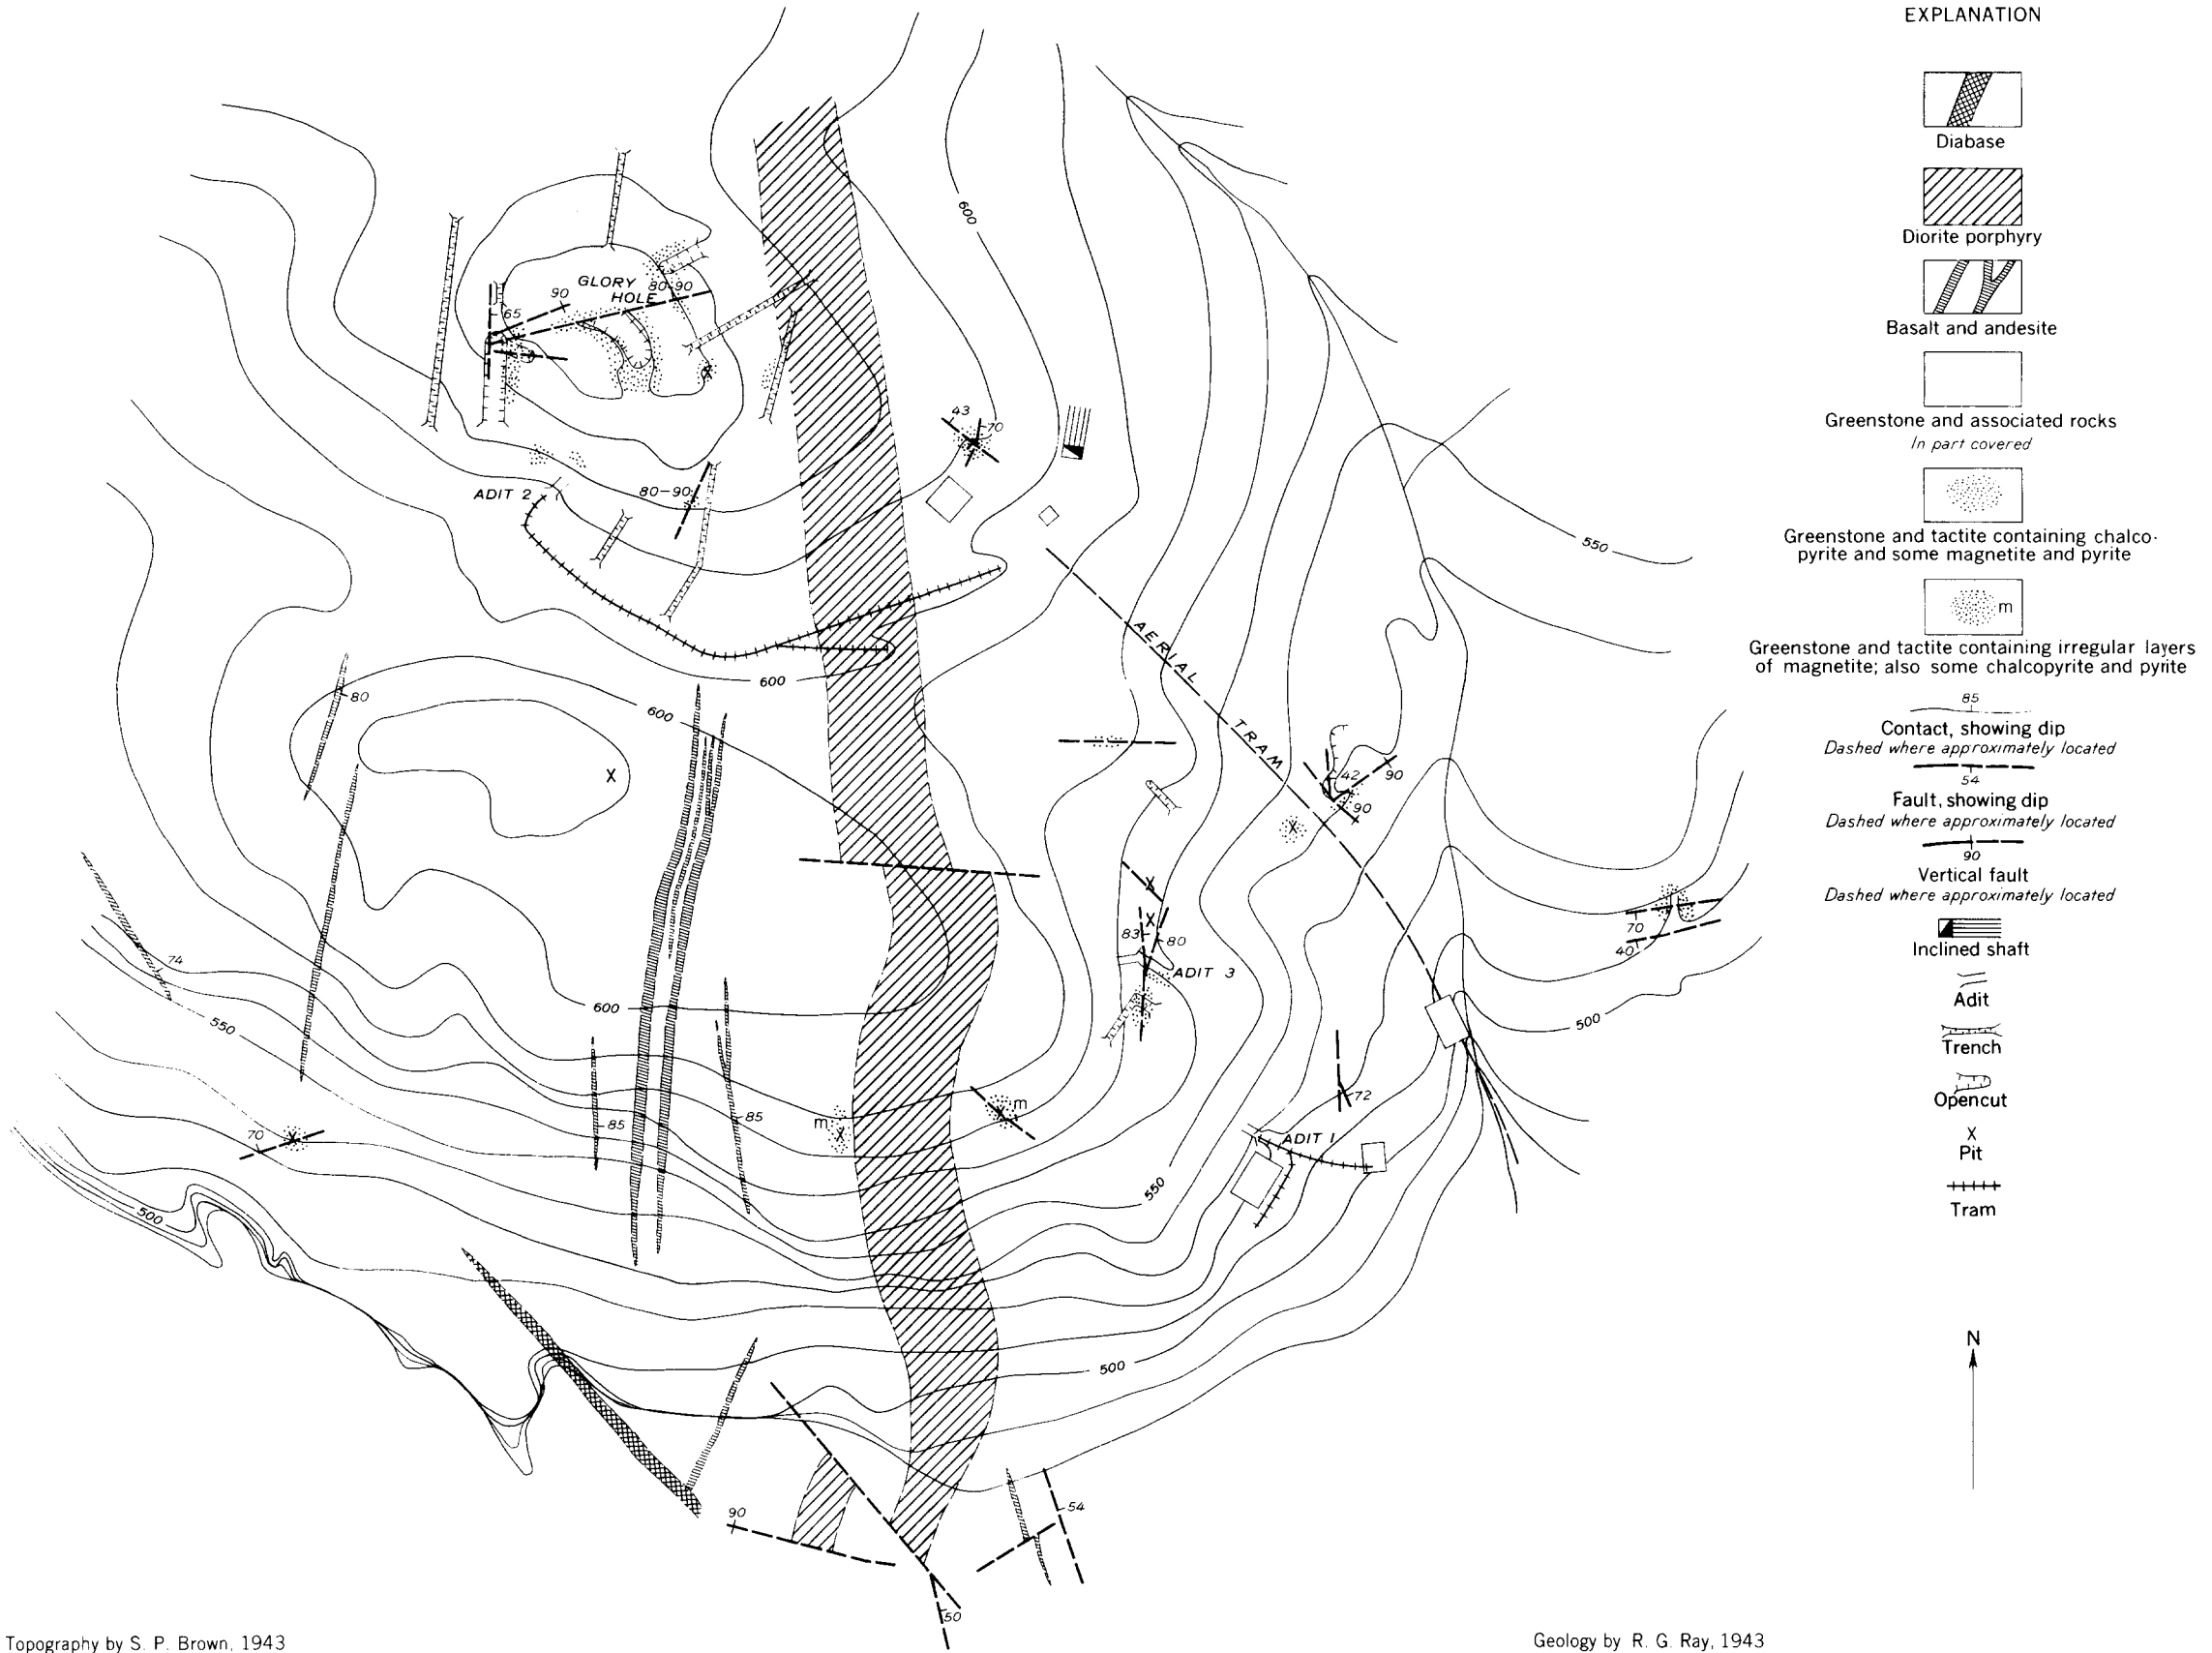 EXPLANATION
Diabase
Diorite porphyry
Basalt and andesite
Greenstone and associated rocks
In part covered
Greenstone and tactite containing chalco-
pyrite and some magnetite and pyrite
m
Greenstone and tactite containing irregular layers
of magnetite; also some chalcopyrite and pyrite
85
Contact, showing dip
Dashed where approximately located
54
Fault, showing dip
Dashed where approximately located
90
Vertical fault
Dashed where approximately located
Inclined shaft
Adit
Trench
Opencut
X
Pit
Tram
N
600
GLORY
HOLE
80-90
90
65
43
70
ADIT 2
80-90
550
AERIAL
TRAM
600
600
80
42
90
90
83
80
ADIT 3
70
40
74
600
550
500
85
85
m
m
70
72
ADIT 1
550
500
500
90
54
50
Topography by S. P. Brown, 1943
Geology by R. G. Ray, 1943